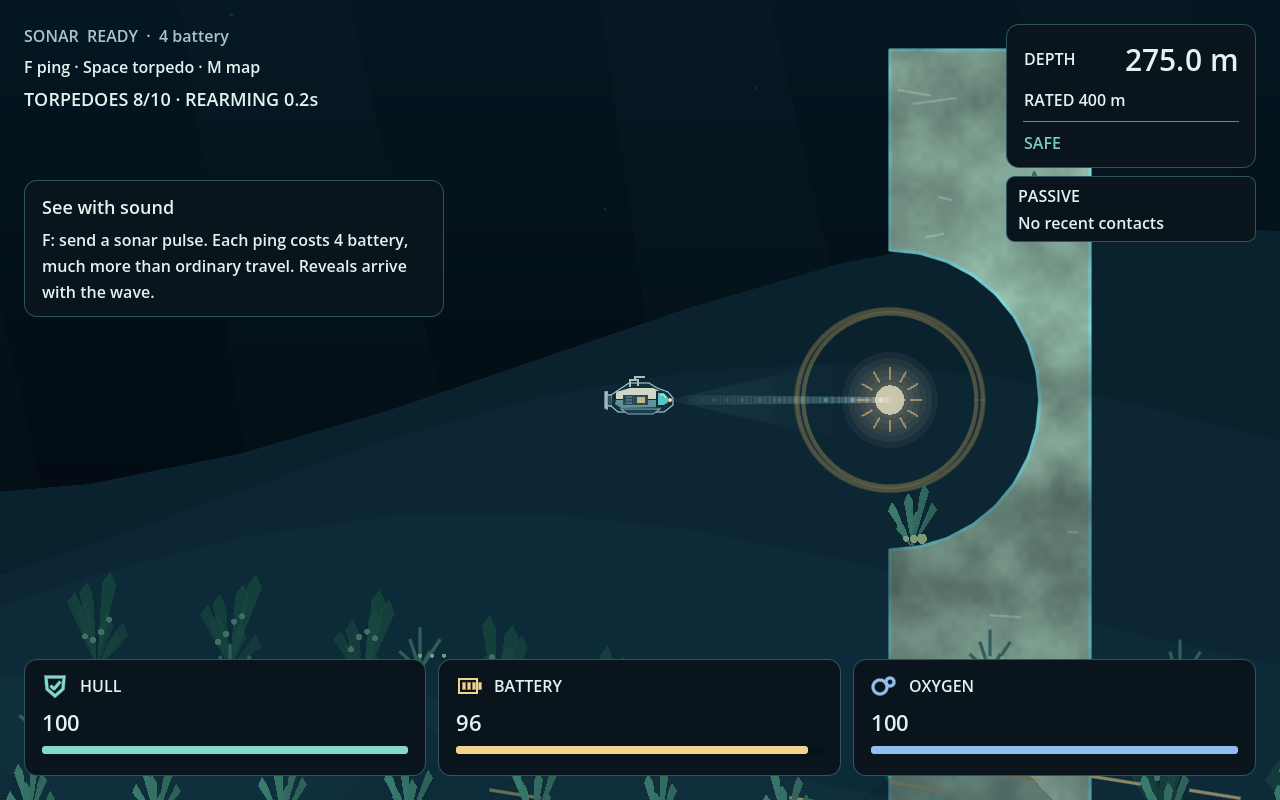 SONAR READY · 4 battery
F ping · Space torpedo · M map
TORPEDOES 8/10 · REARMING 0.2s
DEPTH 275.0 m
RATED 400 m
SAFE
PASSIVE
No recent contacts
See with sound
F: send a sonar pulse. Each ping costs 4 battery,
much more than ordinary travel. Reveals arrive
with the wave.
HULL
100
BATTERY
96
OXYGEN
100